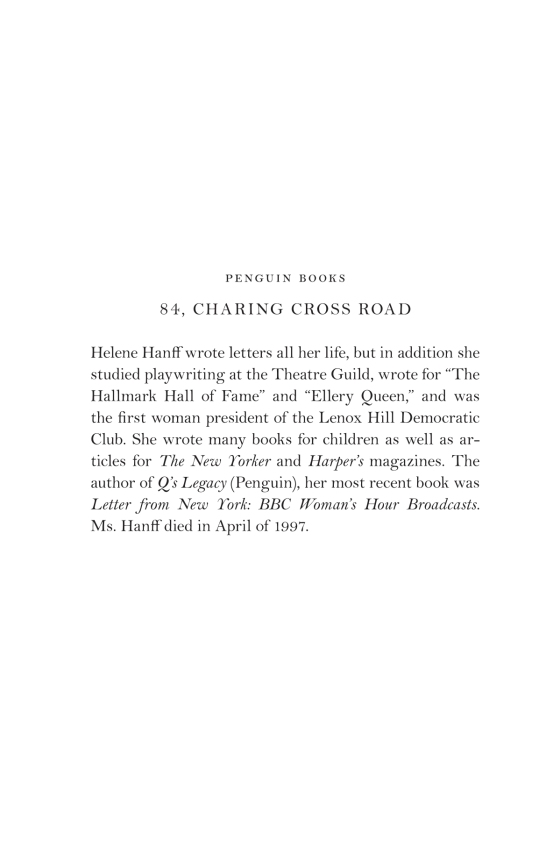 PENGUIN BOOKS
84, CHARING CROSS ROAD
Helene Hanff wrote letters all her life, but in addition she
studied playwriting at the Theatre Guild, wrote for “The
Hallmark Hall of Fame” and “Ellery Queen,” and was
the first woman president of the Lenox Hill Democratic
Club. She wrote many books for children as well as ar-
ticles for The New Yorker and Harper’s magazines. The
author of Q’s Legacy (Penguin), her most recent book was
Letter from New York: BBC Woman’s Hour Broadcasts.
Ms. Hanff died in April of 1997.